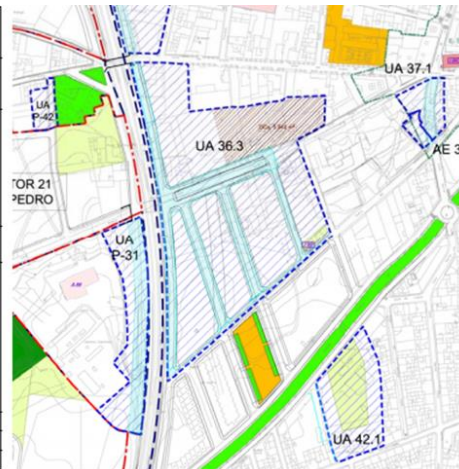 UA 37.1
UA
P-42
UA 36.3
AE 3
TOR 21
PEDRO
UA
P-31
UA 42.1